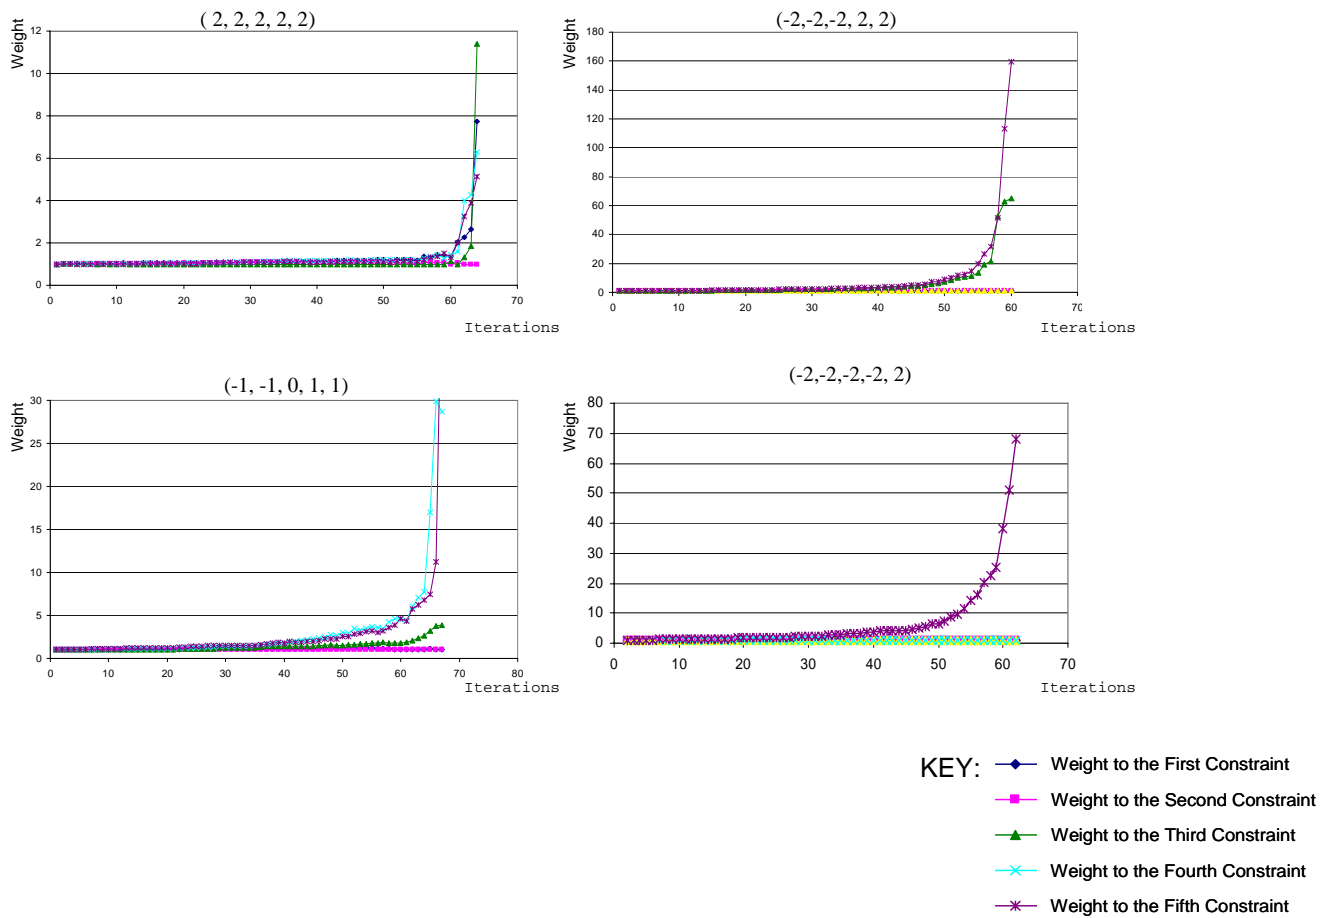 ( 2, 2, 2, 2, 2)
Weight
12
10
8
6
4
2
0
0 10 20 30 40 50 60 70
Iterations
(-2,-2,-2, 2, 2)
Weight
180
160
140
120
100
80
60
40
20
0
0 10 20 30 40 50 60 70
Iterations
(-1, -1, 0, 1, 1)
Weight
30
25
20
15
10
5
0
0 10 20 30 40 50 60 70 80
Iterations
(-2,-2,-2,-2, 2)
Weight
80
70
60
50
40
30
20
10
0
0 10 20 30 40 50 60 70
Iterations
KEY:
Weight to the First Constraint
Weight to the Second Constraint
Weight to the Third Constraint
Weight to the Fourth Constraint
Weight to the Fifth Constraint